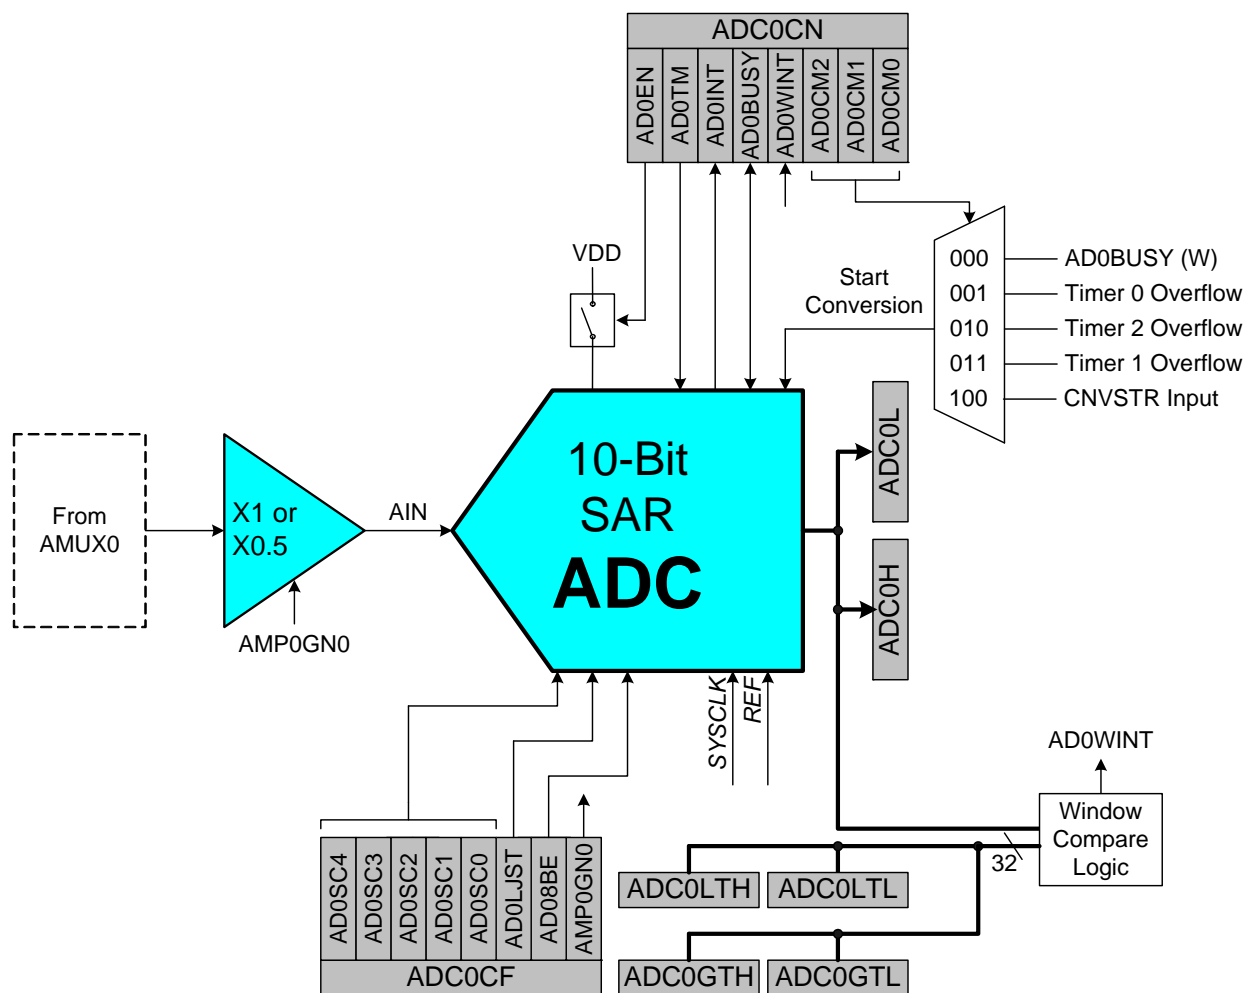 ADC0CN
AD0EN
AD0TM
AD0INT
AD0BUSY
AD0WINT
AD0CM2
AD0CM1
AD0CM0
VDD
Start
Conversion
000
AD0BUSY (W)
001
Timer 0 Overflow
010
Timer 2 Overflow
011
Timer 1 Overflow
100
CNVSTR Input
From
AMUX0
X1 or
X0.5
AMP0GN0
AIN
10-Bit
SAR
ADC
ADC0L
ADC0H
SYSCLK
REF
AD0WINT
Window
Compare
Logic
32
AD0SC4
AD0SC3
AD0SC2
AD0SC1
AD0SC0
AD0LJST
AD08BE
AMP0GN0
ADC0CF
ADC0LTH
ADC0LTL
ADC0GTH
ADC0GTL